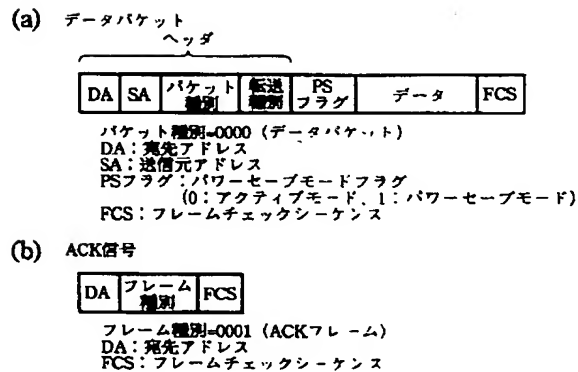 (a) データパケット
ヘッダ
DA SA パケット種別 転送種別 PSフラグ データ FCS
パケット種別=0000 (データパケット)
DA：宛先アドレス
SA：送信元アドレス
PSフラグ：パワーセーブモードフラグ
(0：アクティブモード、1：パワーセーブモード)
FCS：フレームチェックシーケンス
(b) ACK信号
DA フレーム種別 FCS
フレーム種別=0001 (ACKフレーム)
DA：宛先アドレス
FCS：フレームチェックシーケンス